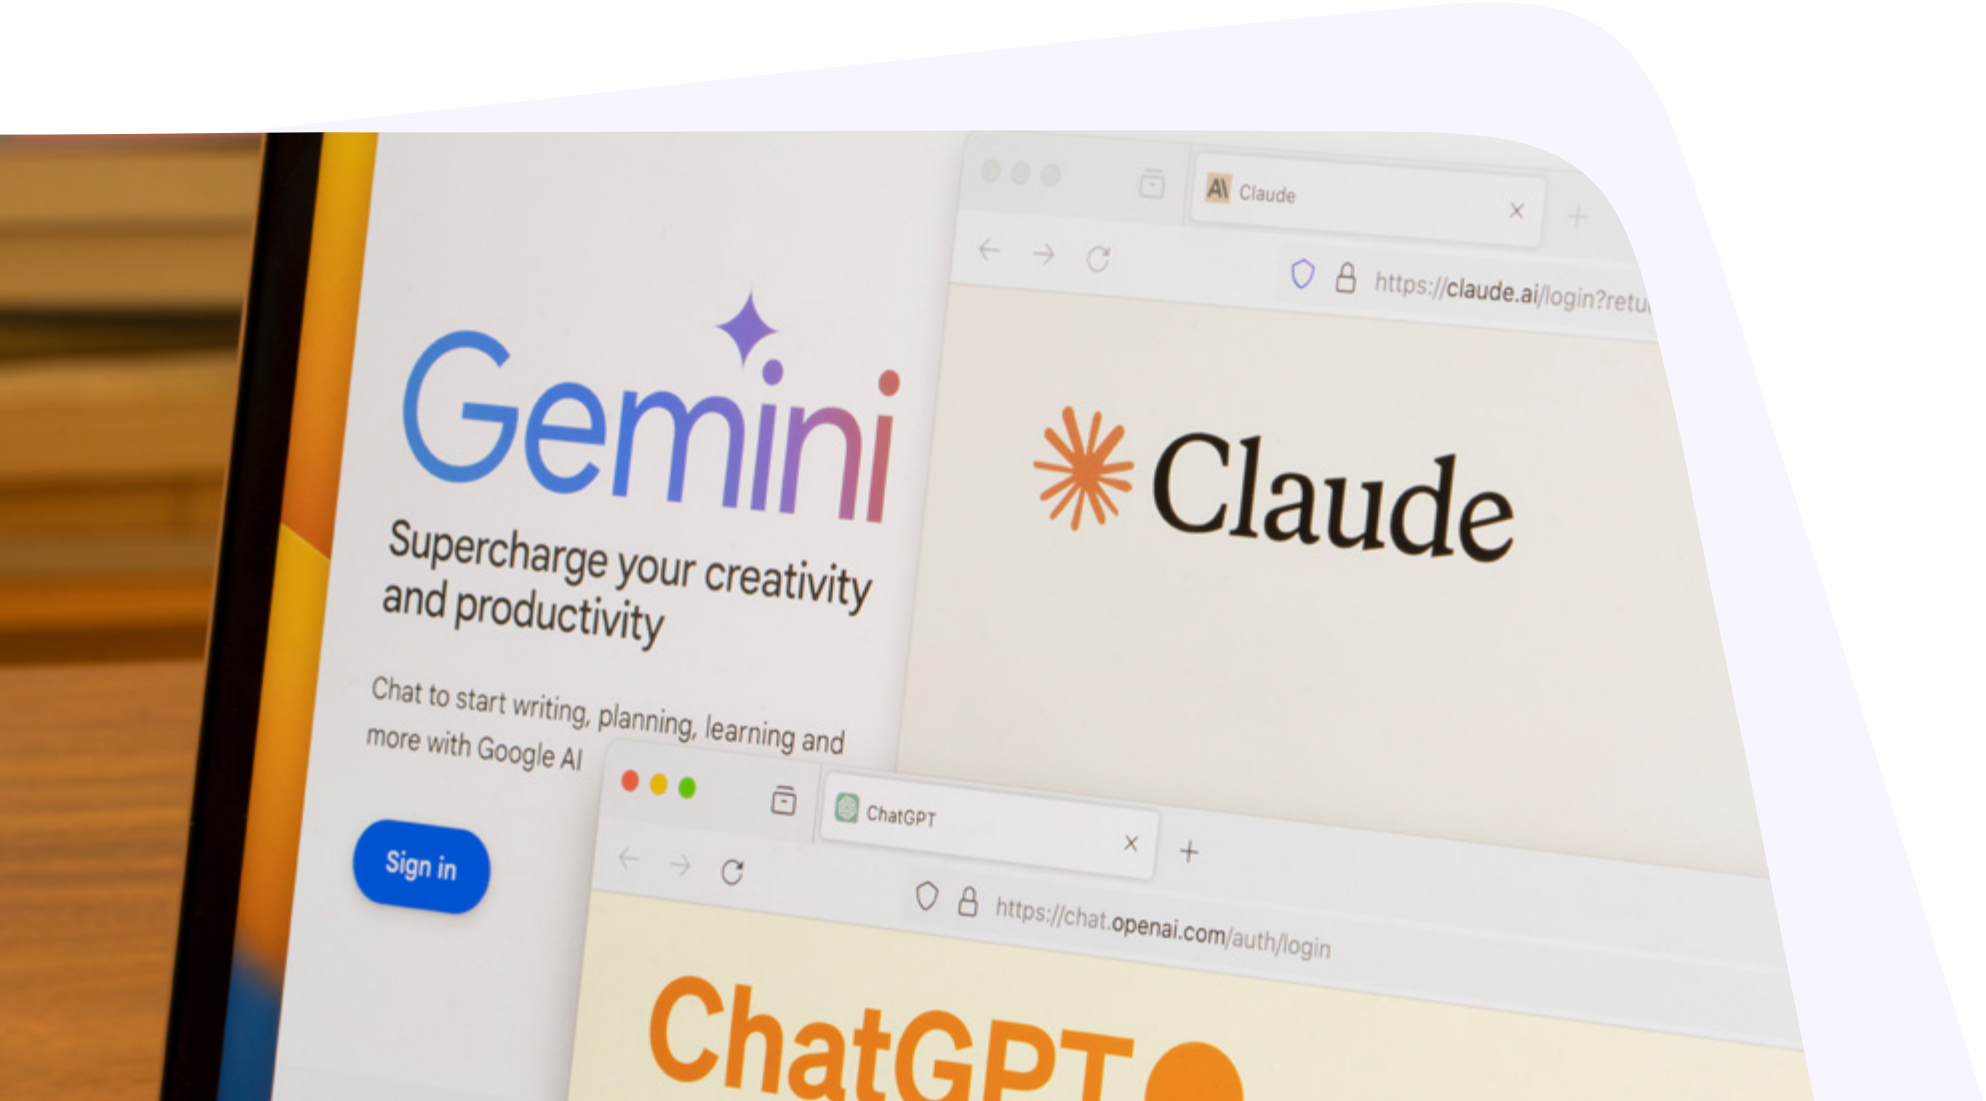 Gemini
Supercharge your creativity
and productivity
Chat to start writing, planning, learning and
more with Google AI
Sign in
Claude
https://claude.ai/login?retu
Claude
ChatGPT
https://chat.openai.com/auth/login
ChatGPT